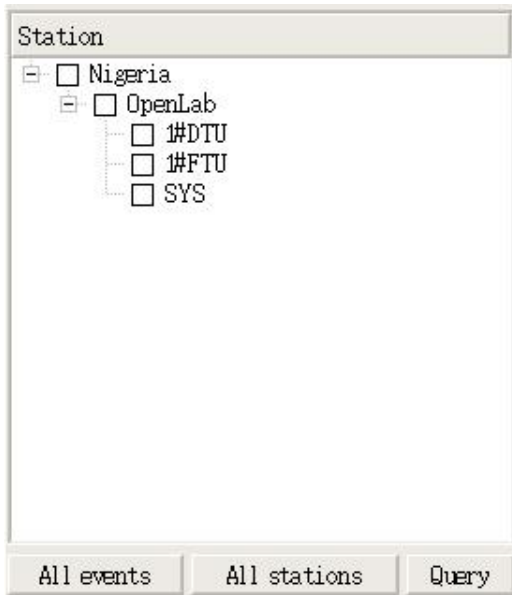 Station
Nigeria
OpenLab
1#DTU
1#FTU
SYS
All events All stations Query